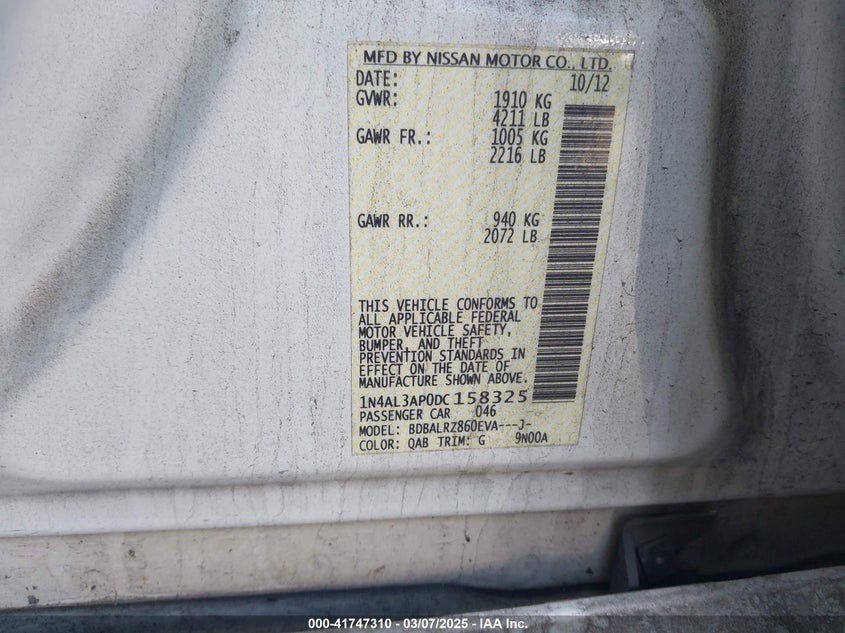 MFD BY NISSAN MOTOR CO., LTD.
DATE: 10/12
GVWR: 1910 KG
4211 LB
GAWR FR.: 1005 KG
2216 LB
GAWR RR.: 940 KG
2072 LB
THIS VEHICLE CONFORMS TO
ALL APPLICABLE FEDERAL
MOTOR VEHICLE SAFETY,
BUMPER, AND THEFT
PREVENTION STANDARDS IN
EFFECT ON THE DATE OF
MANUFACTURE SHOWN ABOVE.
1N4AL3AP0DC158325
PASSENGER CAR 046
MODEL: BDBALRZ860EVA---J-
COLOR: QAB TRIM: G 9N00A
000-41747310 - 03/07/2025 - IAA Inc.